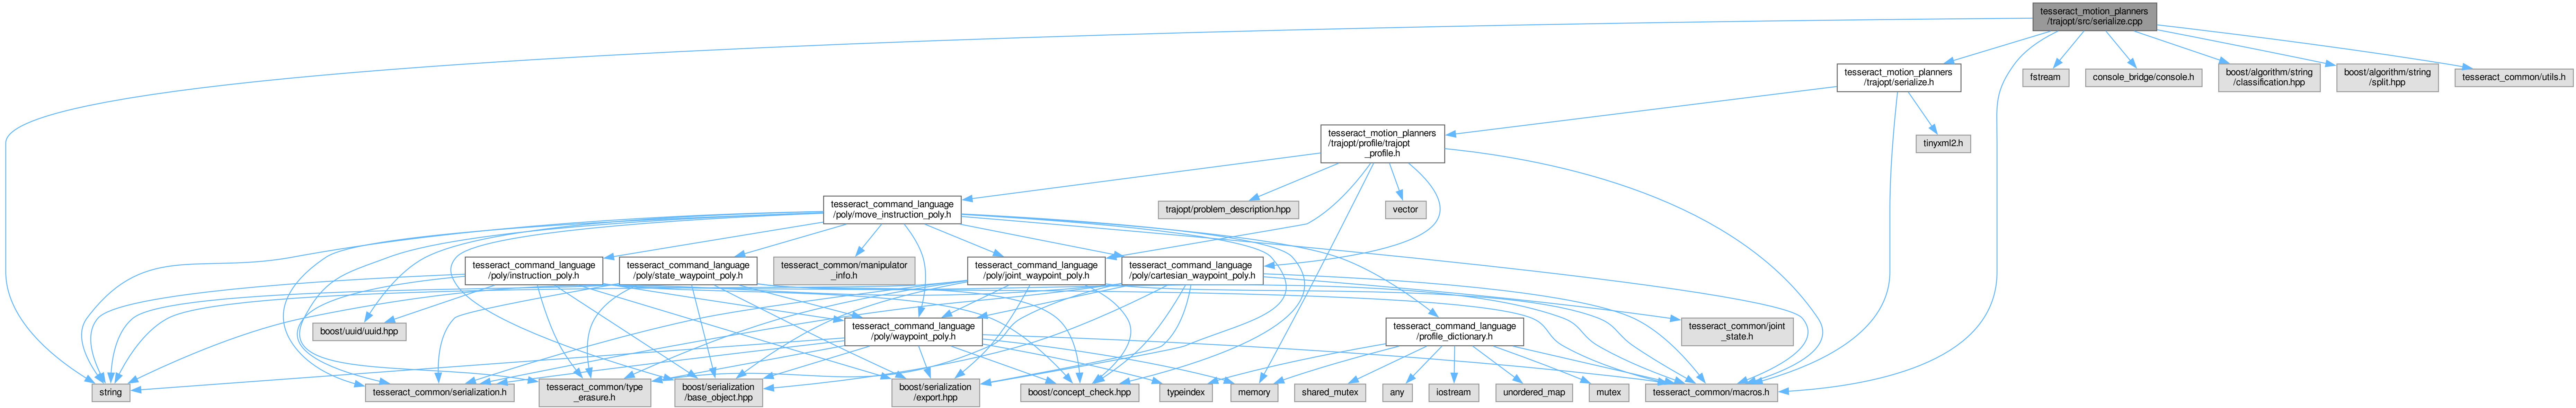 tesseract_motion_planners
/trajopt/src/serialize.cpp
tesseract_motion_planners
/trajopt/serialize.h
fstream
console_bridge/console.h
boost/algorithm/string
/classification.hpp
boost/algorithm/string
/split.hpp
tesseract_common/utils.h
tesseract_motion_planners
/trajopt/profile/trajopt
_profile.h
tinyxml2.h
tesseract_command_language
/poly/move_instruction_poly.h
trajopt/problem_description.hpp
vector
tesseract_command_language
/poly/instruction_poly.h
tesseract_command_language
/poly/state_waypoint_poly.h
tesseract_common/manipulator
_info.h
tesseract_command_language
/poly/joint_waypoint_poly.h
tesseract_command_language
/poly/cartesian_waypoint_poly.h
boost/uuid/uuid.hpp
tesseract_command_language
/poly/waypoint_poly.h
tesseract_command_language
/profile_dictionary.h
tesseract_common/joint
_state.h
string
tesseract_common/serialization.h
tesseract_common/type
_erasure.h
boost/serialization
/base_object.hpp
boost/serialization
/export.hpp
boost/concept_check.hpp
typeindex
memory
shared_mutex
any
iostream
unordered_map
mutex
tesseract_common/macros.h